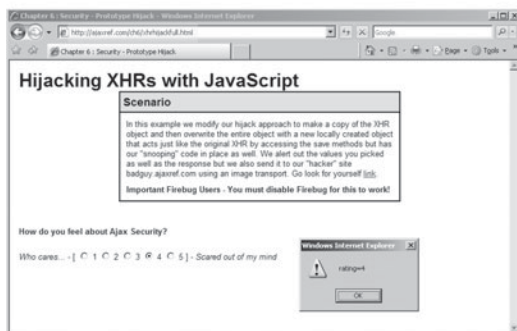 Chapter 6 : Security - Prototype Hijack - Windows Internet Explorer
http://ajaxref.com/ch6/xhrhijackfull.html
Google
Chapter 6 : Security - Prototype Hijack
Page
Tools
Hijacking XHRs with JavaScript
Scenario
In this example we modify our hijack approach to make a copy of the XHR
object and then overwrite the entire object with a new locally created object
that acts just like the original XHR by accessing the save methods but has
our "snooping" code in place as well. We alert out the values you picked
as well as the response but we also send it to our "hacker" site
badguy.ajaxref.com using an image transport. Go look for yourself link.
Important Firebug Users - You must disable Firebug for this to work!
How do you feel about Ajax Security?
Who cares... - [ 1 2 3 4 5 ] - Scared out of my mind
Windows Internet Explorer
rating=4
OK